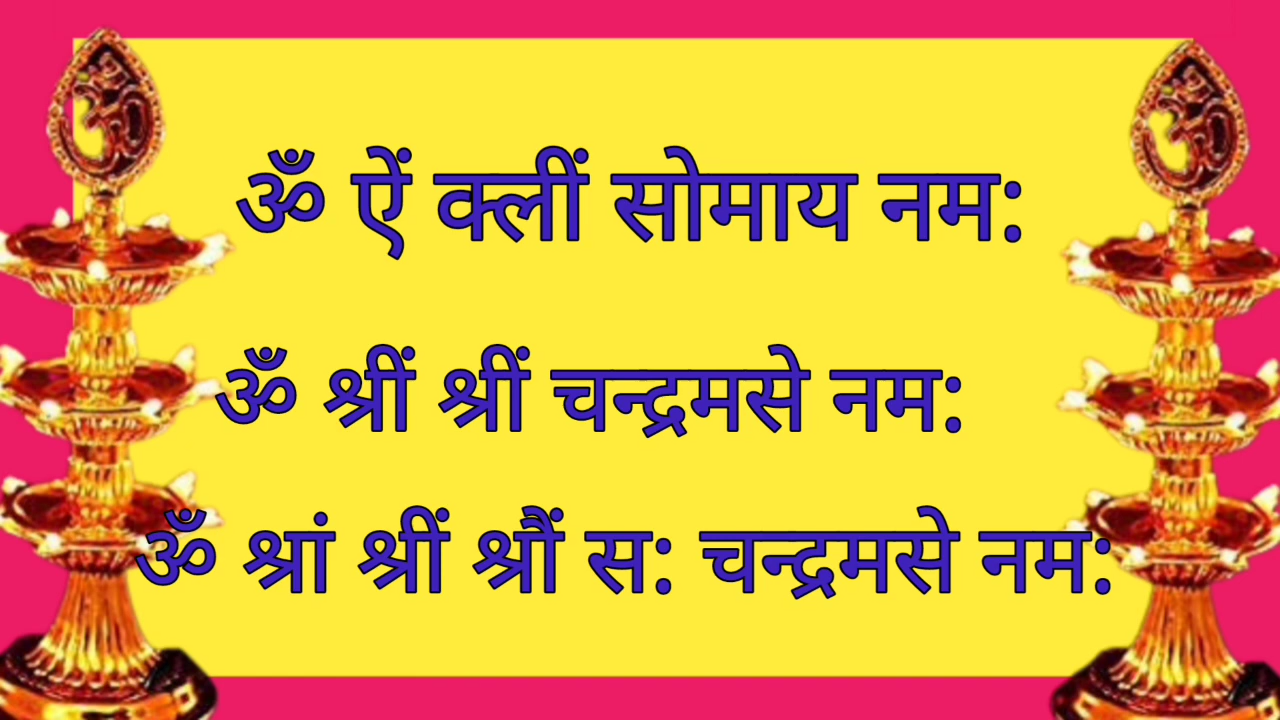 ॐ ऐं क्लीं सोमाय नम:
ॐ श्रीं श्रीं चन्द्रमसे नम:
ॐ श्रां श्रीं श्रौं स: चन्द्रमसे नम: